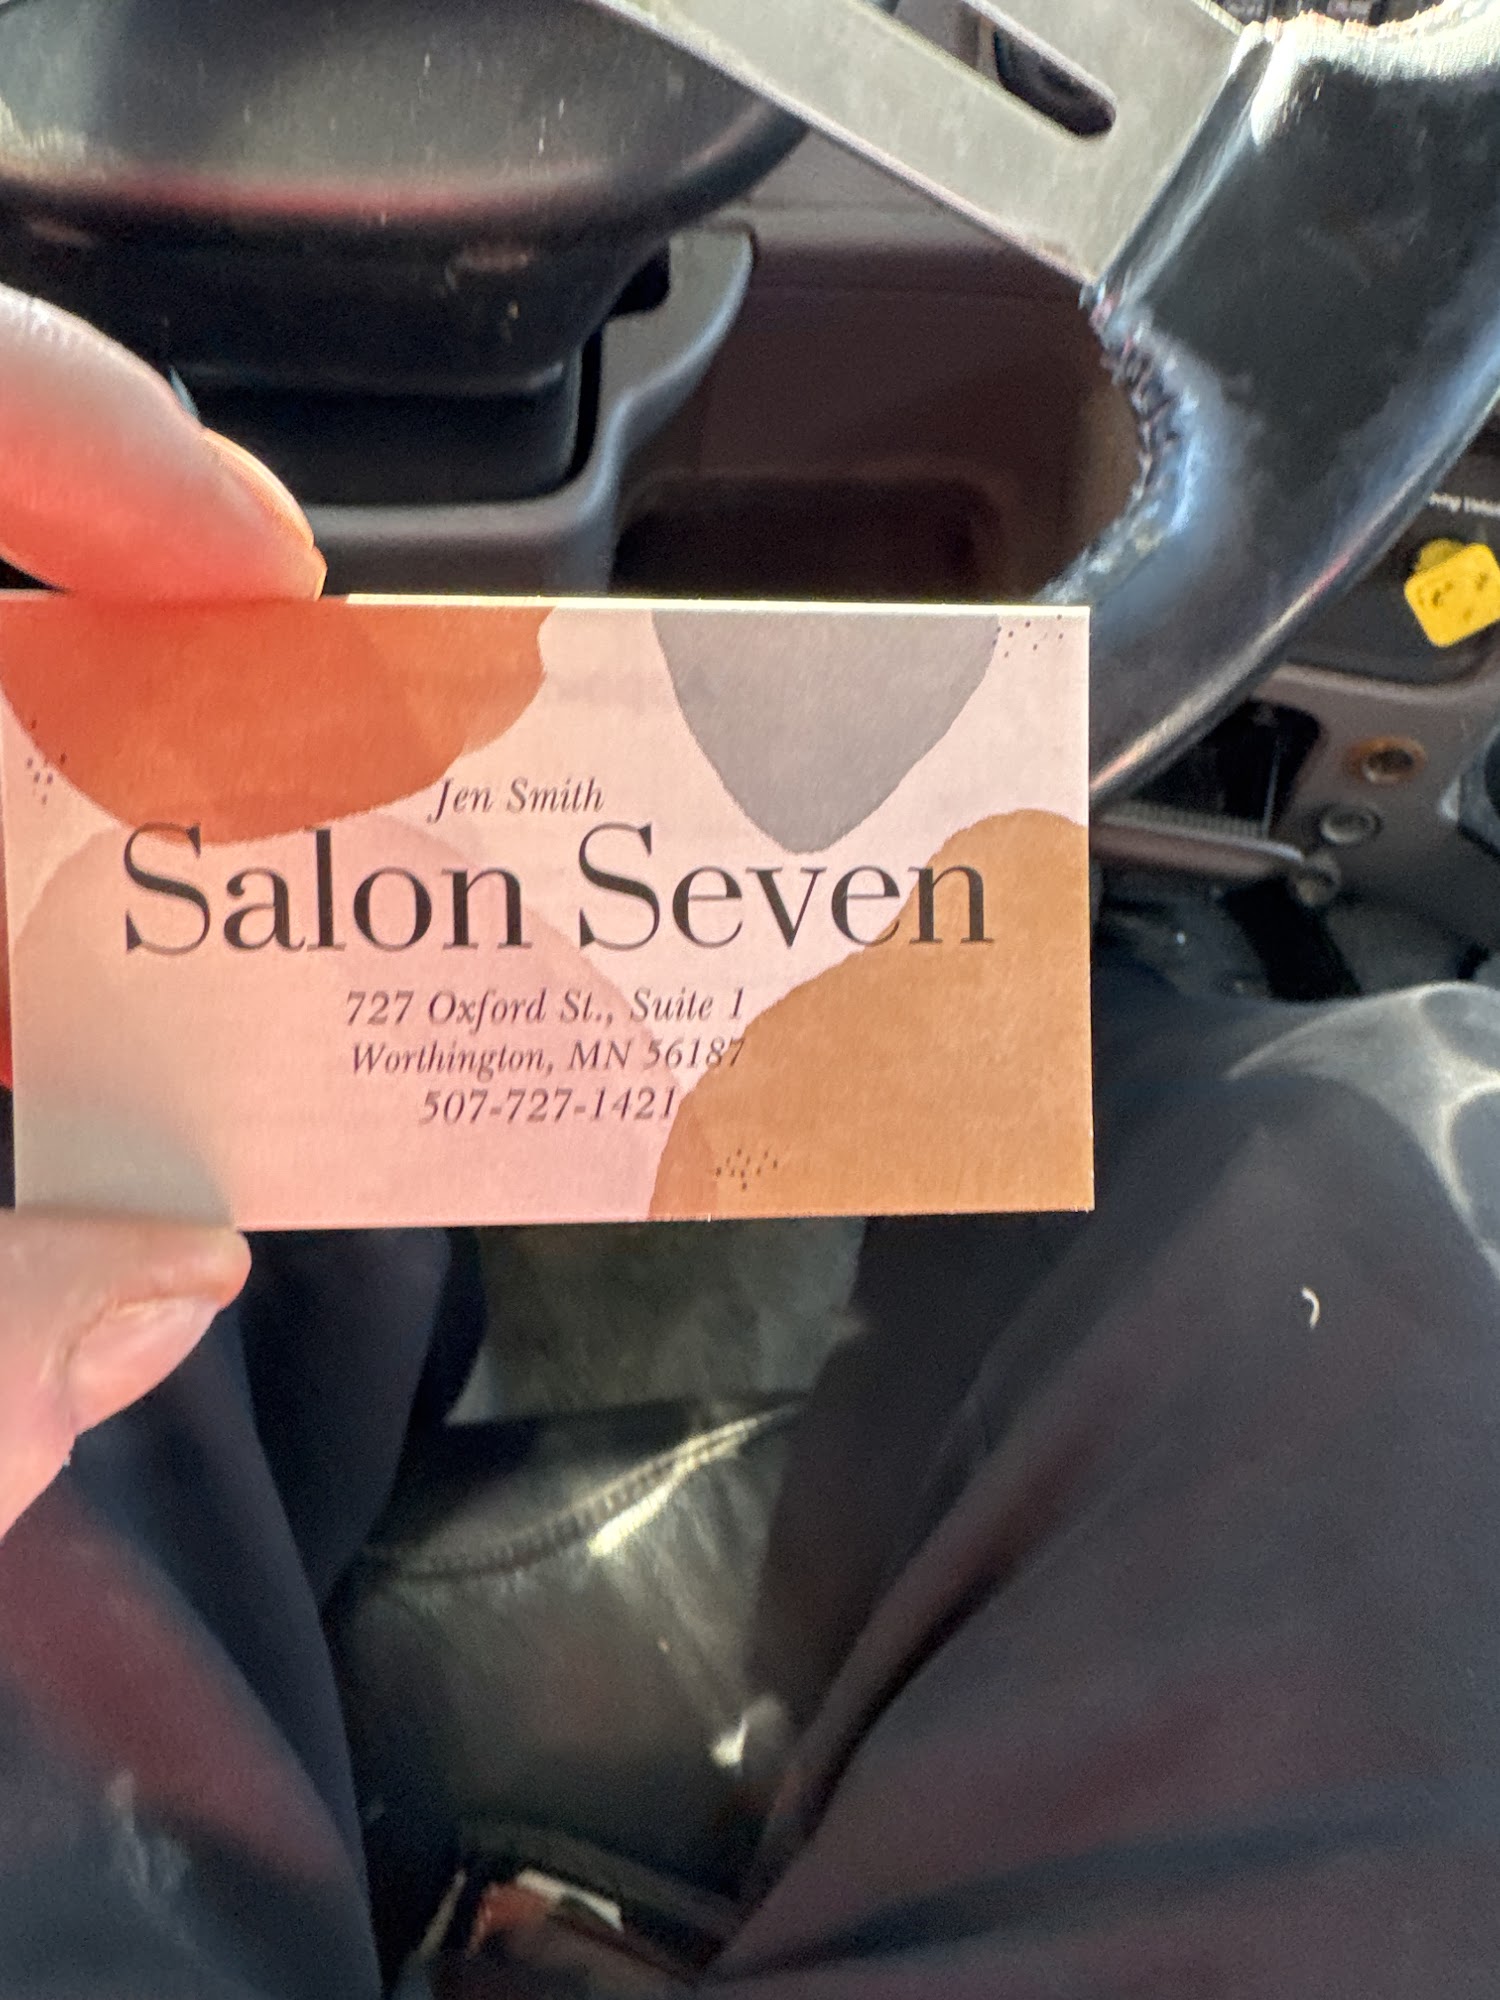 Jen Smith
Salon Seven
727 Oxford St., Suite 1
Worthington, MN 56187
507-727-1421